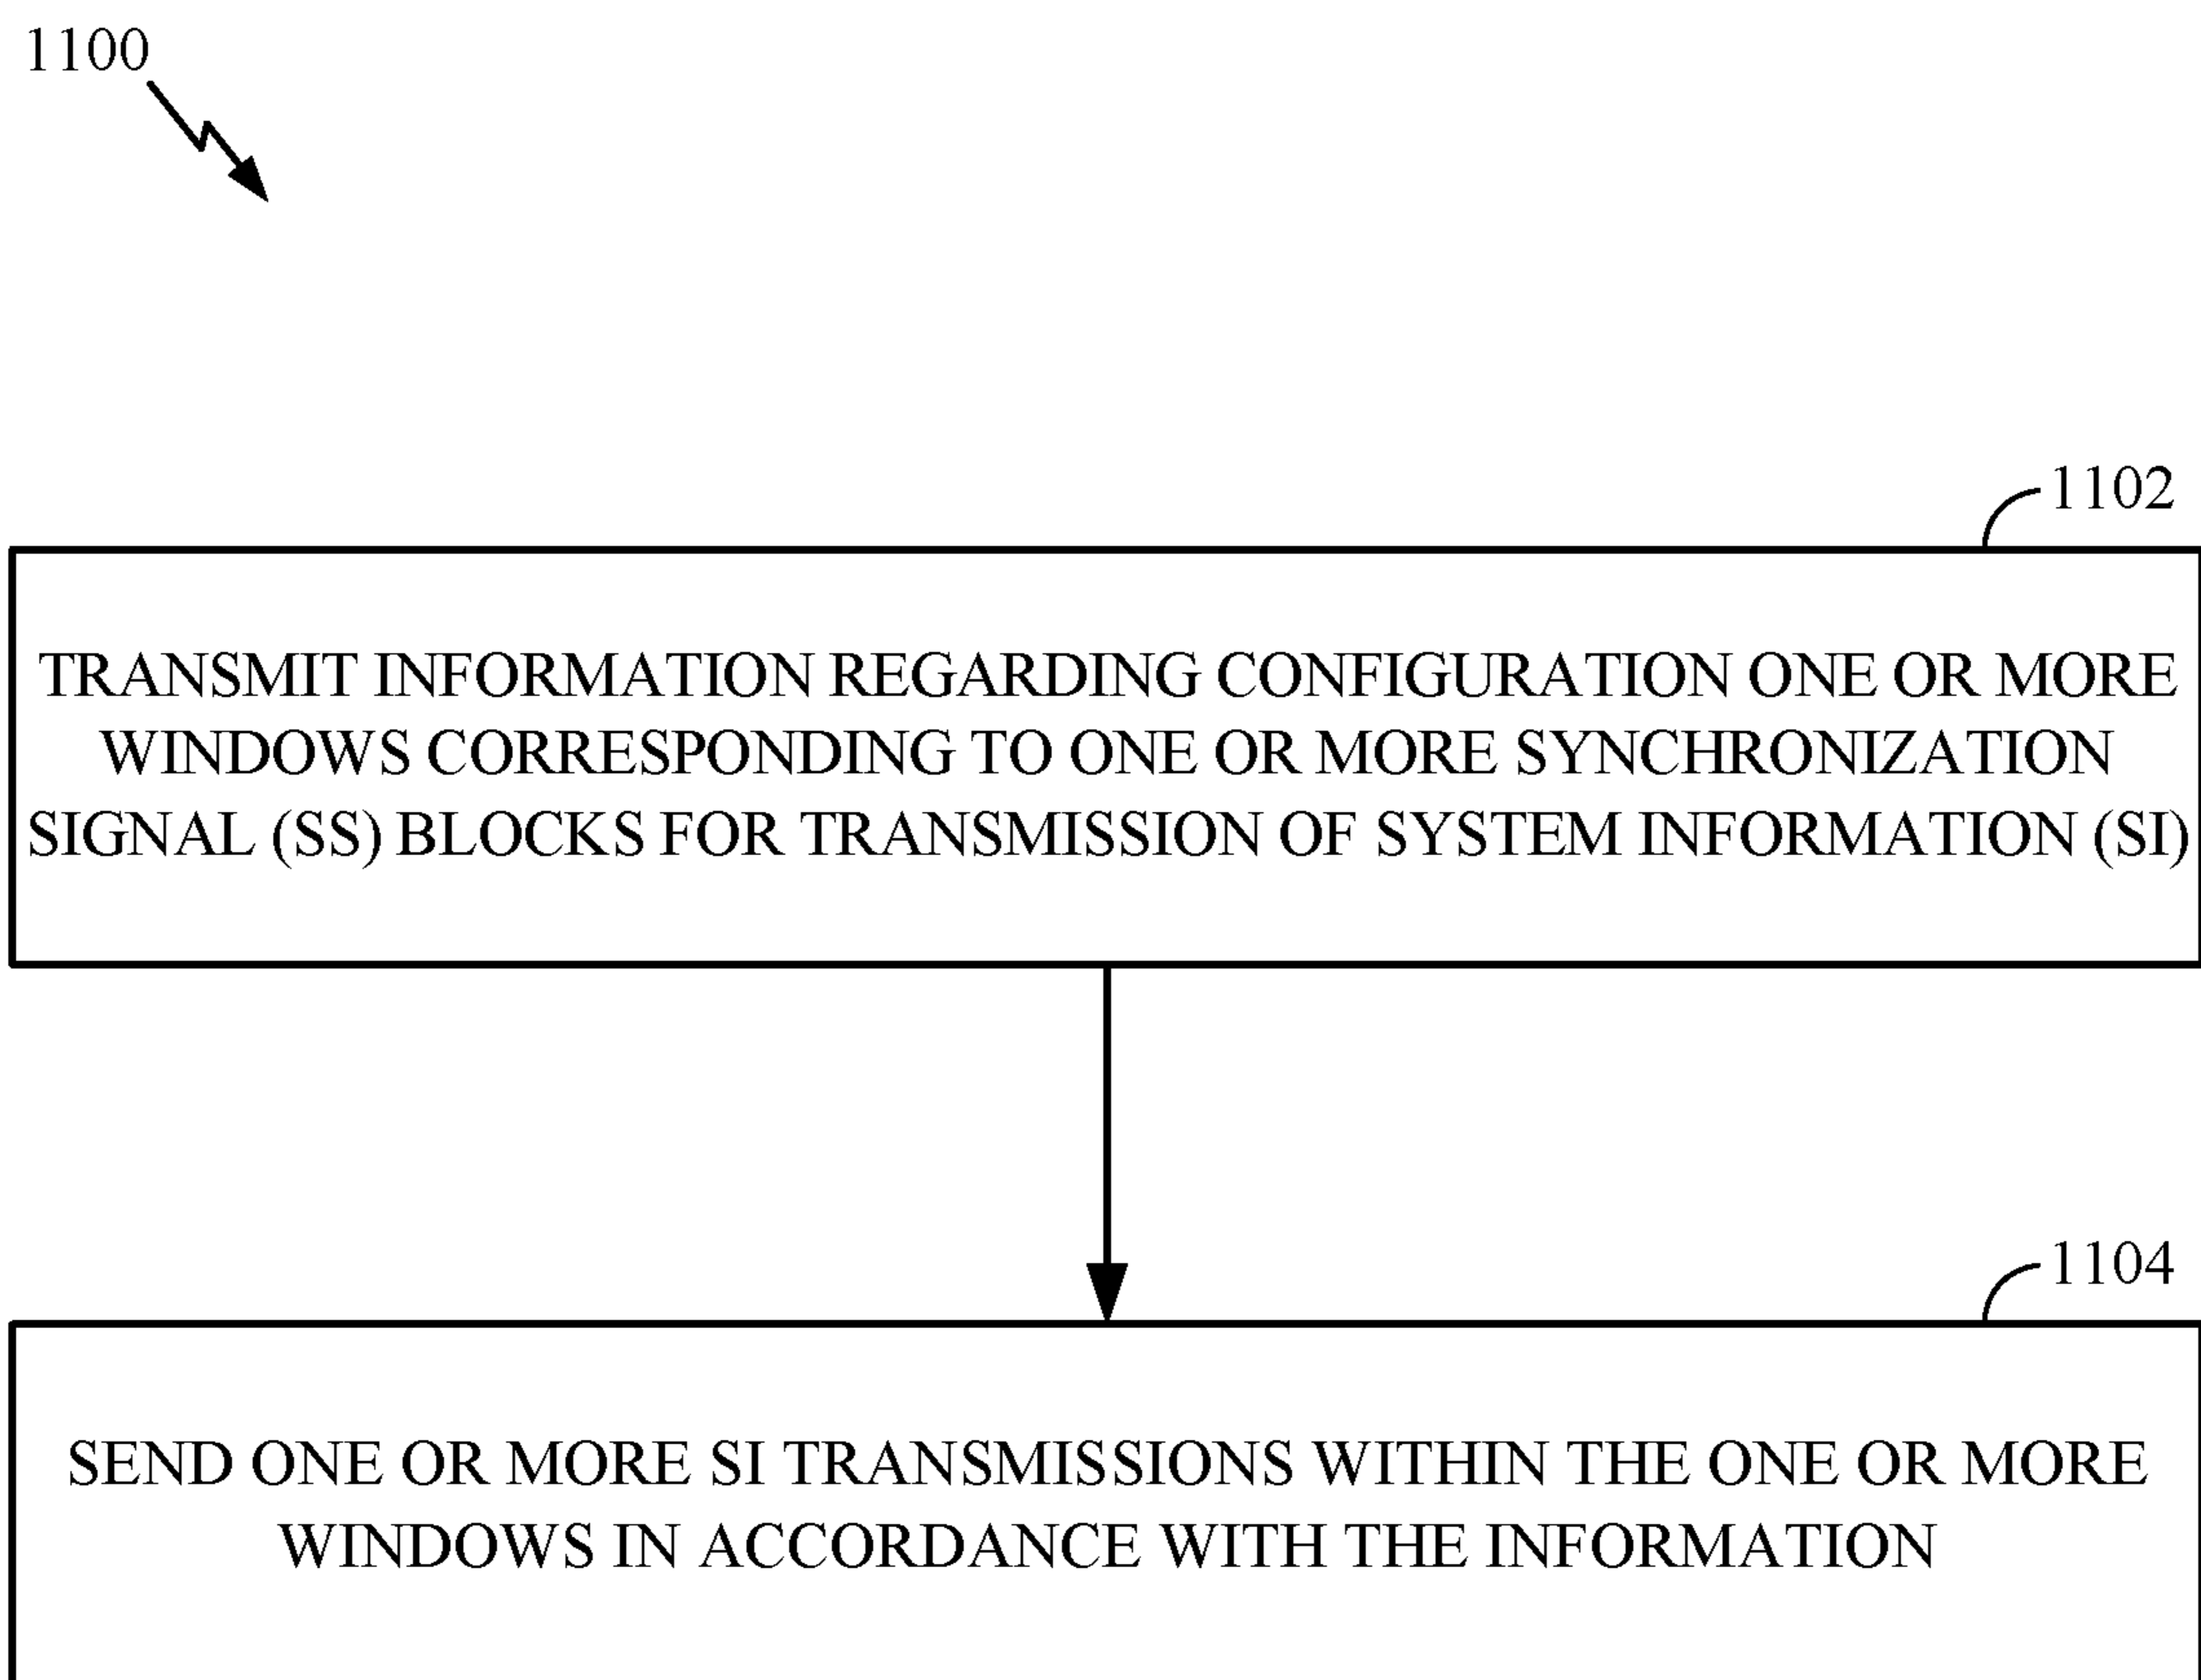 1100
1102
TRANSMIT INFORMATION REGARDING CONFIGURATION ONE OR MORE
WINDOWS CORRESPONDING TO ONE OR MORE SYNCHRONIZATION
SIGNAL (SS) BLOCKS FOR TRANSMISSION OF SYSTEM INFORMATION (SI)
1104
SEND ONE OR MORE SI TRANSMISSIONS WITHIN THE ONE OR MORE
WINDOWS IN ACCORDANCE WITH THE INFORMATION